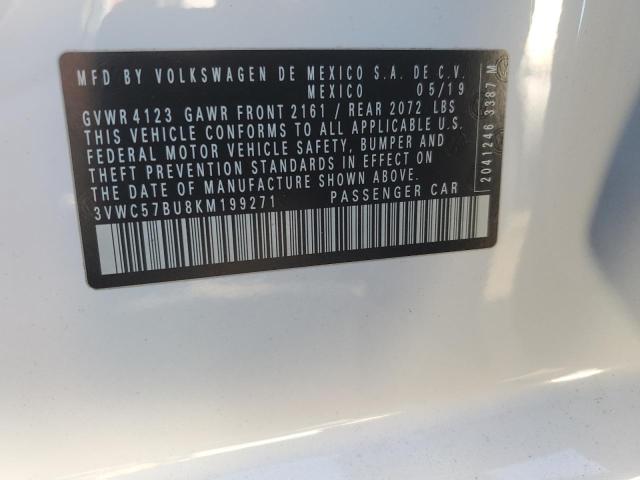 MFD BY VOLKSWAGEN DE MEXICO S.A. DE C.V.
MEXICO 05/19
GVWR 4123 GAWR FRONT 2161 / REAR 2072 LBS
THIS VEHICLE CONFORMS TO ALL APPLICABLE U.S.
FEDERAL MOTOR VEHICLE SAFETY, BUMPER AND
THEFT PREVENTION STANDARDS IN EFFECT ON
THE DATE OF MANUFACTURE SHOWN ABOVE.
3VWC57BU8KM199271 PASSENGER CAR
2041246 3387 M